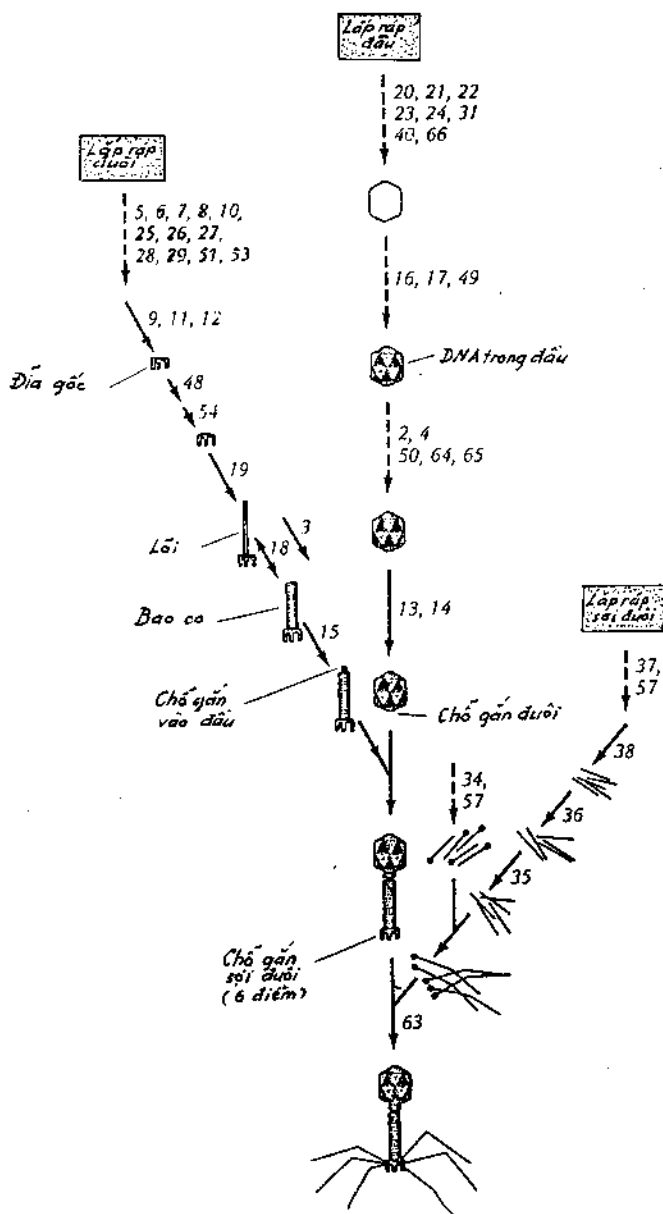 Lắp ráp
đầu
20, 21, 22
23, 24, 31
40, 66
Lắp ráp
đuôi
5, 6, 7, 8, 10,
25, 26, 27,
28, 29, 51, 53
16, 17, 49
9, 11, 12
DNA trong đầu
Đĩa gốc
48
54
2, 4
50, 64, 65
19
Lõi
3
18
Bao co
13, 14
Lắp ráp
sợi đuôi
15
37,
57
Chỗ gắn
vào đầu
Chỗ gắn đuôi
38
34,
57
36
35
Chỗ gắn
sợi đuôi
(6 điểm)
63